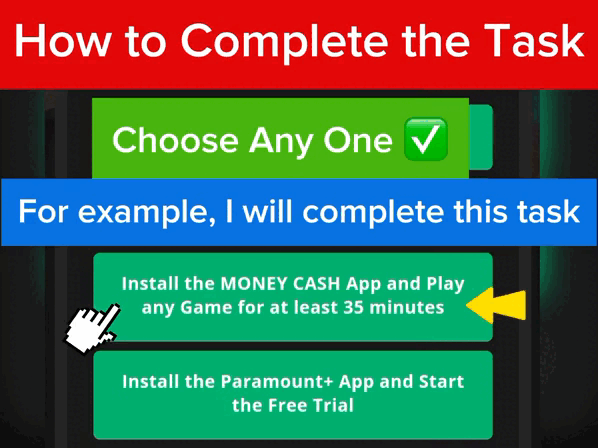 How to Complete the Task
Choose Any One ✅
For example, I will complete this task
Install the MONEY CASH App and Play
any Game for at least 35 minutes
Install the Paramount+ App and Start
the Free Trial